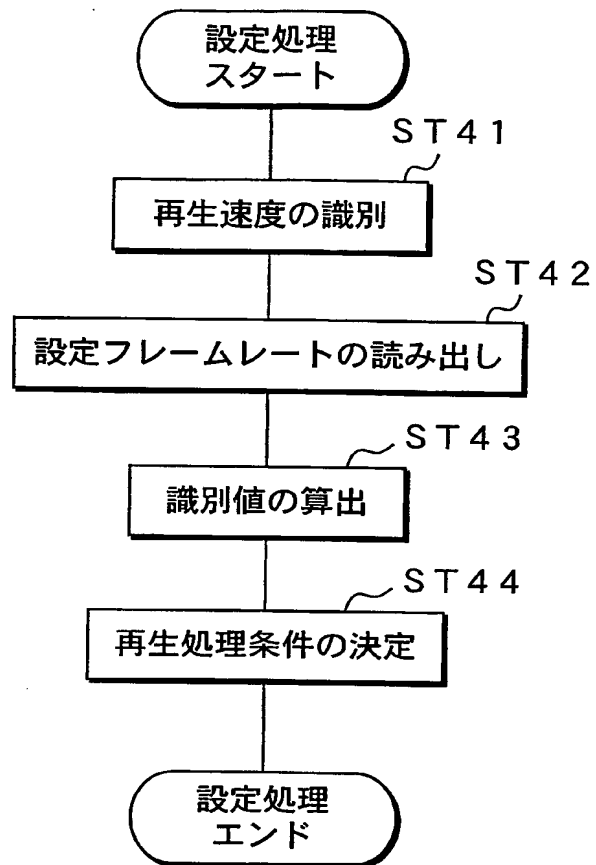 設定処理
スタート
ＳＴ４１
再生速度の識別
ＳＴ４２
設定フレームレートの読み出し
ＳＴ４３
識別値の算出
ＳＴ４４
再生処理条件の決定
設定処理
エンド